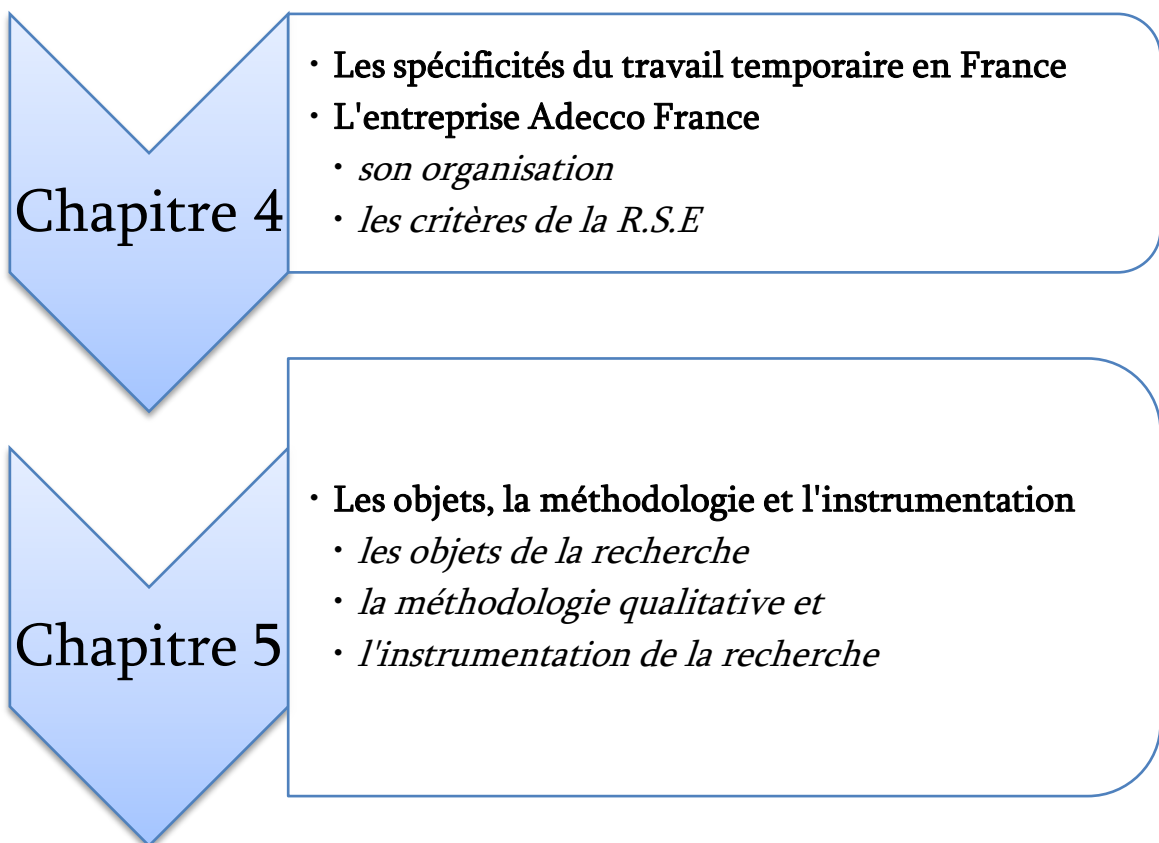 Chapitre 4
· Les spécificités du travail temporaire en France
· L'entreprise Adecco France
· son organisation
· les critères de la R.S.E
Chapitre 5
· Les objets, la méthodologie et l'instrumentation
· les objets de la recherche
· la méthodologie qualitative et
· l'instrumentation de la recherche